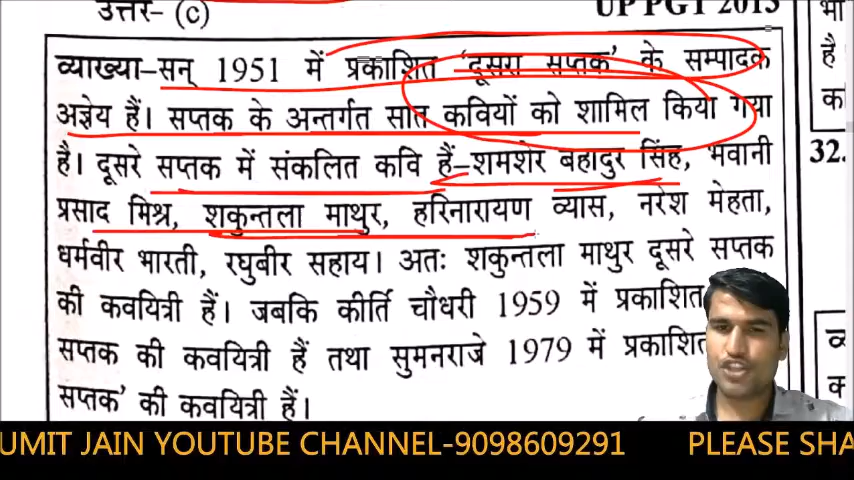 उत्तर– (c)
UP PGT 2013
व्याख्या–सन् 1951 में प्रकाशित 'दूसरा सप्तक' के सम्पादक
अज्ञेय हैं। सप्तक के अन्तर्गत सात कवियों को शामिल किया गया
है। दूसरे सप्तक में संकलित कवि हैं–शमशेर बहादुर सिंह, भवानी
प्रसाद मिश्र, शकुन्तला माथुर, हरिनारायण व्यास, नरेश मेहता,
धर्मवीर भारती, रघुबीर सहाय। अतः शकुन्तला माथुर दूसरे सप्तक
की कवयित्री हैं। जबकि कीर्ति चौधरी 1959 में प्रकाशित
सप्तक की कवयित्री हैं तथा सुमनराजे 1979 में प्रकाशित
सप्तक' की कवयित्री हैं।
भा
है
क
32.
UMIT JAIN YOUTUBE CHANNEL-9098609291 PLEASE SHA